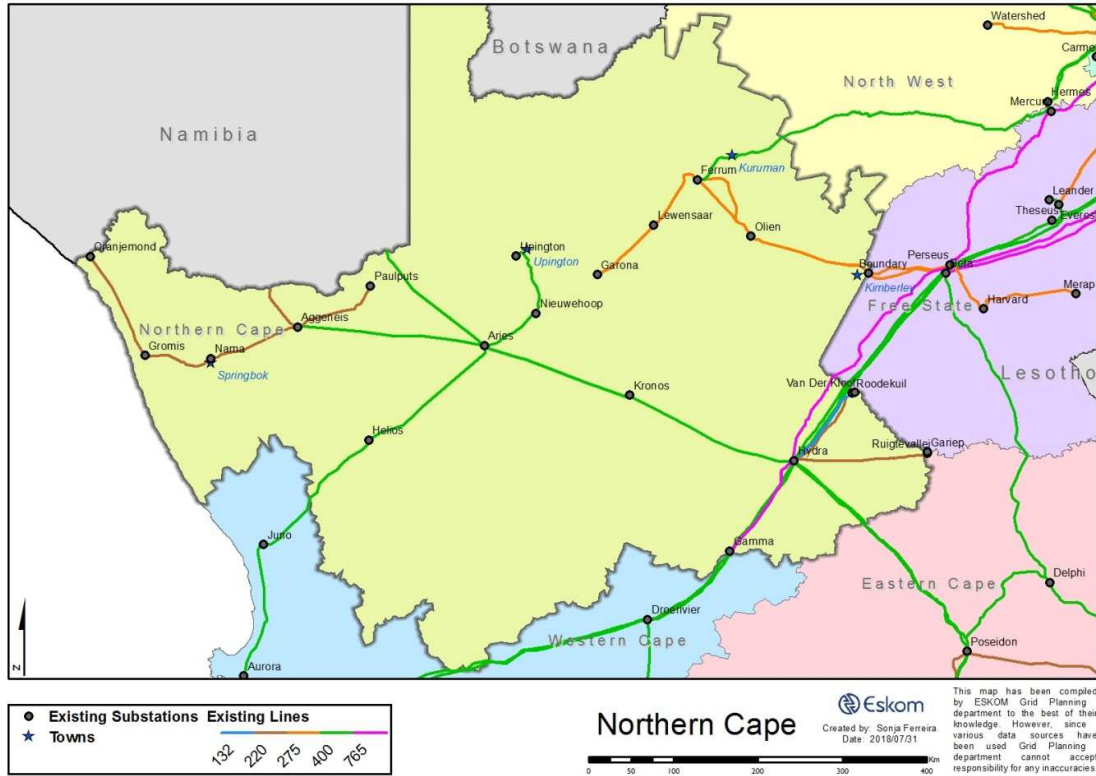 Watershed
Carme
Botswana
North West
Hermes
Mercur
Namibia
Kuruman
Ferrum
Leander
Theseus
Everes
Lewensaar
Olien
Oranjemond
Upington
Upington
Garona
Boundary
Perseus
Beta
Kimberley
Paulputs
Merap
Free State
Harvard
Nieuwehoop
Northern Cape
Aggeneis
Gromis
Nama
Aries
Springbok
Lesotho
Kronos
Van Der Kloof
Roodekuil
Helios
Hydra
Ruigtevallei
Gariep
Juno
Gamma
Eastern Cape
Delphi
Droerivier
Western Cape
Poseidon
Aurora
N
Existing Substations
Existing Lines
Towns
132
220
275
400
765
Northern Cape
Eskom
Created by: Sonja Ferreira
Date: 2018/07/31
0 50 100 200 300 400
Km
This map has been compiled
by ESKOM Grid Planning
department to the best of their
knowledge. However, since
various data sources have
been used Grid Planning
department cannot accept
responsibility for any inaccuracies.